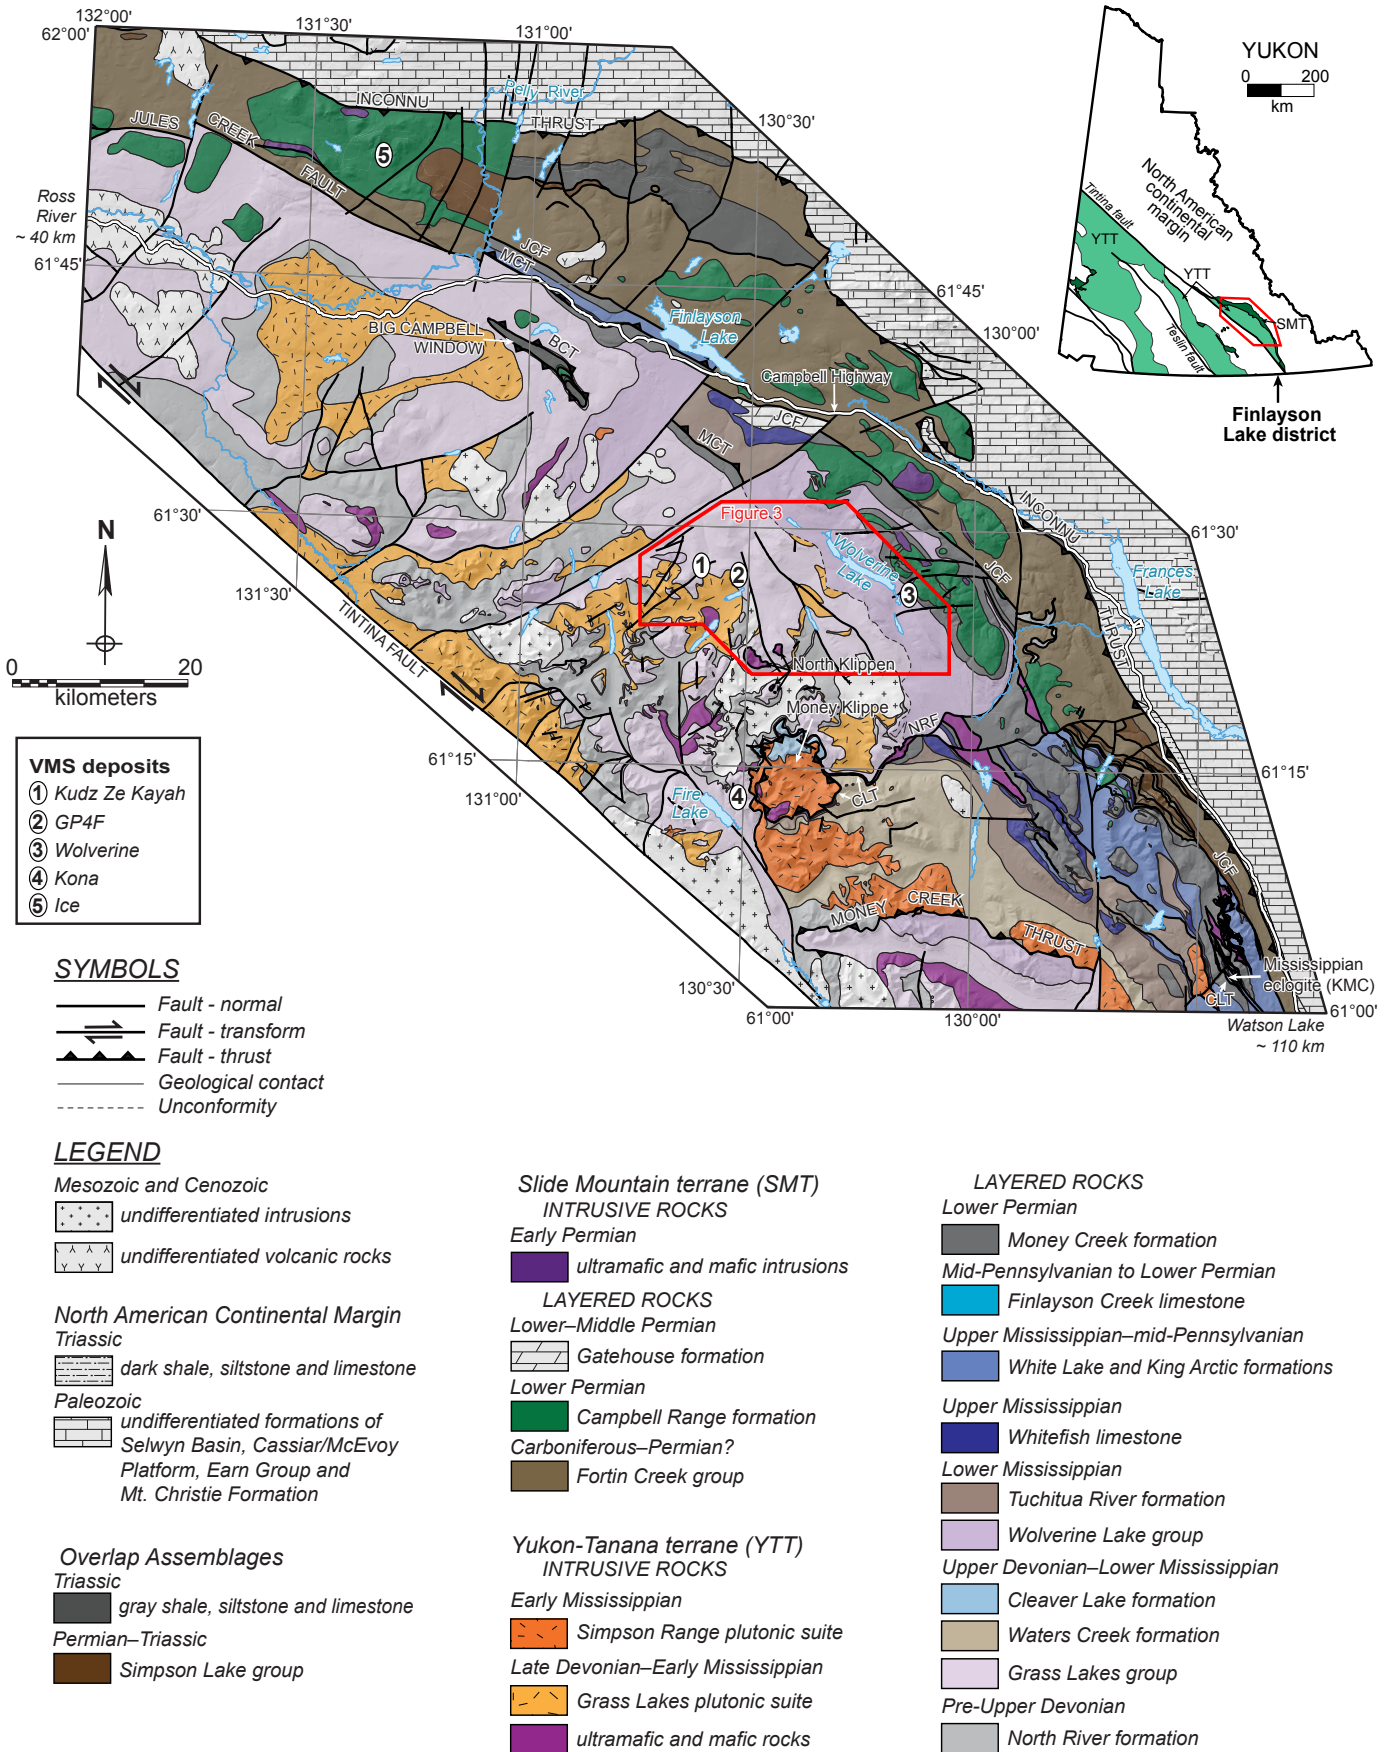 132°00'
62°00'
131°30'
131°00'
130°30'
INCONNU
THRUST
Pelly River
JULES
CREEK
FAULT
5
Ross
River
~ 40 km
61°45'
JCF
MCT
BIG CAMPBELL
WINDOW
BCT
Finlayson
Lake
61°45'
130°00'
Campbell Highway
JCF
MCT
YUKON
0 200
km
North American
continental
margin
Tintina fault
YTT
YTT
SMT
Teslin fault
Finlayson
Lake district
61°30'
Figure.3
1
2
3
Wolverine
Lake
INCONNU
THRUST
JCF
61°30'
Frances
Lake
131°30'
TINTINA FAULT
North Klippen
Money Klippe
NRF
61°15'
131°00'
Fire
Lake
4
CLT
61°15'
JCF
MONEY
CREEK
THRUST
130°30'
61°00'
130°00'
CLT
Mississippian
eclogite (KMC)
61°00'
Watson Lake
~ 110 km
N
0 20
kilometers
VMS deposits
1 Kudz Ze Kayah
2 GP4F
3 Wolverine
4 Kona
5 Ice
SYMBOLS
Fault - normal
Fault - transform
Fault - thrust
Geological contact
Unconformity
LEGEND
Mesozoic and Cenozoic
undifferentiated intrusions
undifferentiated volcanic rocks
North American Continental Margin
Triassic
dark shale, siltstone and limestone
Paleozoic
undifferentiated formations of
Selwyn Basin, Cassiar/McEvoy
Platform, Earn Group and
Mt. Christie Formation
Overlap Assemblages
Triassic
gray shale, siltstone and limestone
Permian–Triassic
Simpson Lake group
Slide Mountain terrane (SMT)
INTRUSIVE ROCKS
Early Permian
ultramafic and mafic intrusions
LAYERED ROCKS
Lower–Middle Permian
Gatehouse formation
Lower Permian
Campbell Range formation
Carboniferous–Permian?
Fortin Creek group
Yukon-Tanana terrane (YTT)
INTRUSIVE ROCKS
Early Mississippian
Simpson Range plutonic suite
Late Devonian–Early Mississippian
Grass Lakes plutonic suite
ultramafic and mafic rocks
LAYERED ROCKS
Lower Permian
Money Creek formation
Mid-Pennsylvanian to Lower Permian
Finlayson Creek limestone
Upper Mississippian–mid-Pennsylvanian
White Lake and King Arctic formations
Upper Mississippian
Whitefish limestone
Lower Mississippian
Tuchitua River formation
Wolverine Lake group
Upper Devonian–Lower Mississippian
Cleaver Lake formation
Waters Creek formation
Grass Lakes group
Pre-Upper Devonian
North River formation